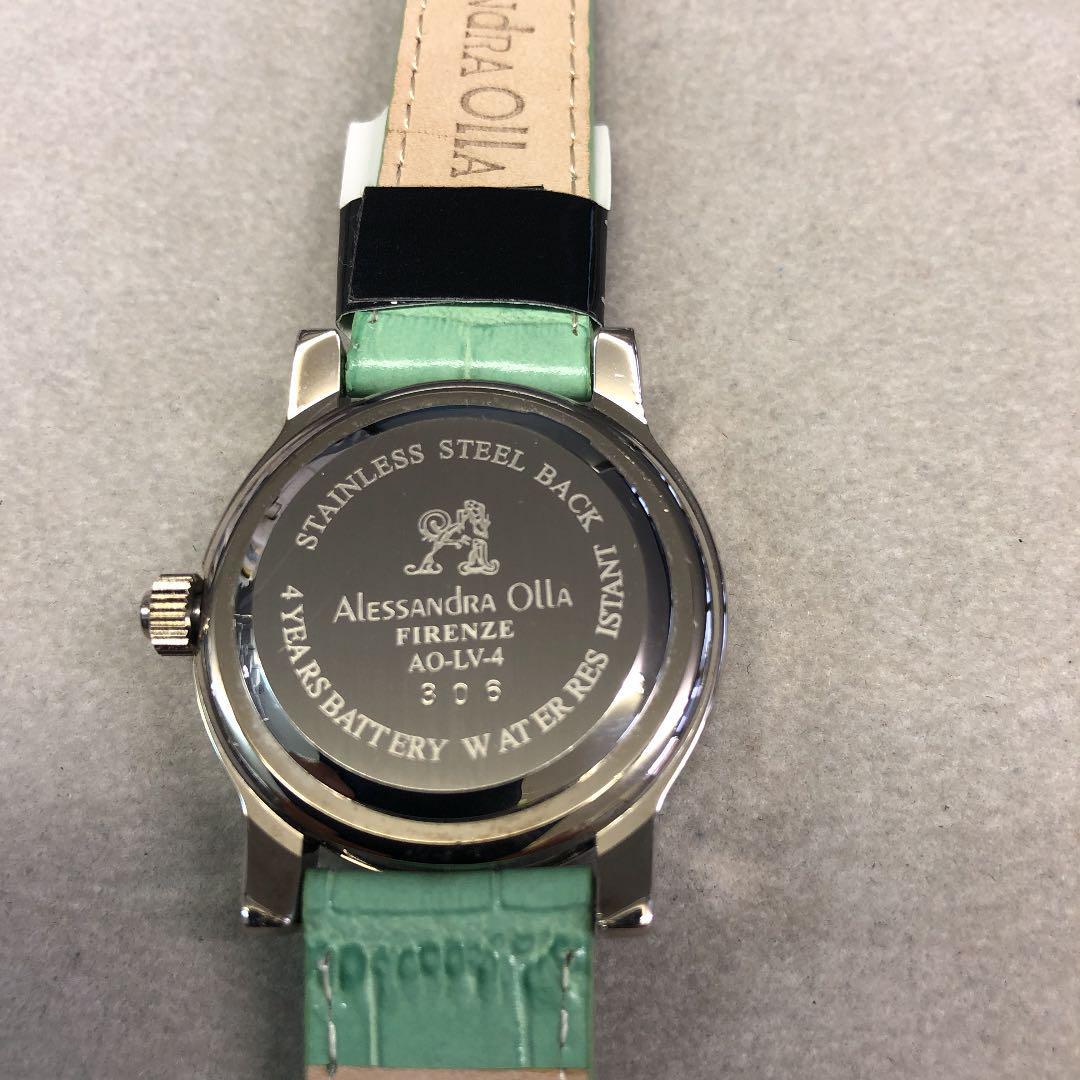 ndRA OllA
STAINLESS STEEL BACK
AlessandRA OllA
FIRENZE
AO-LV-4
306
4 YEARS BATTERY WATER RES ISTANT